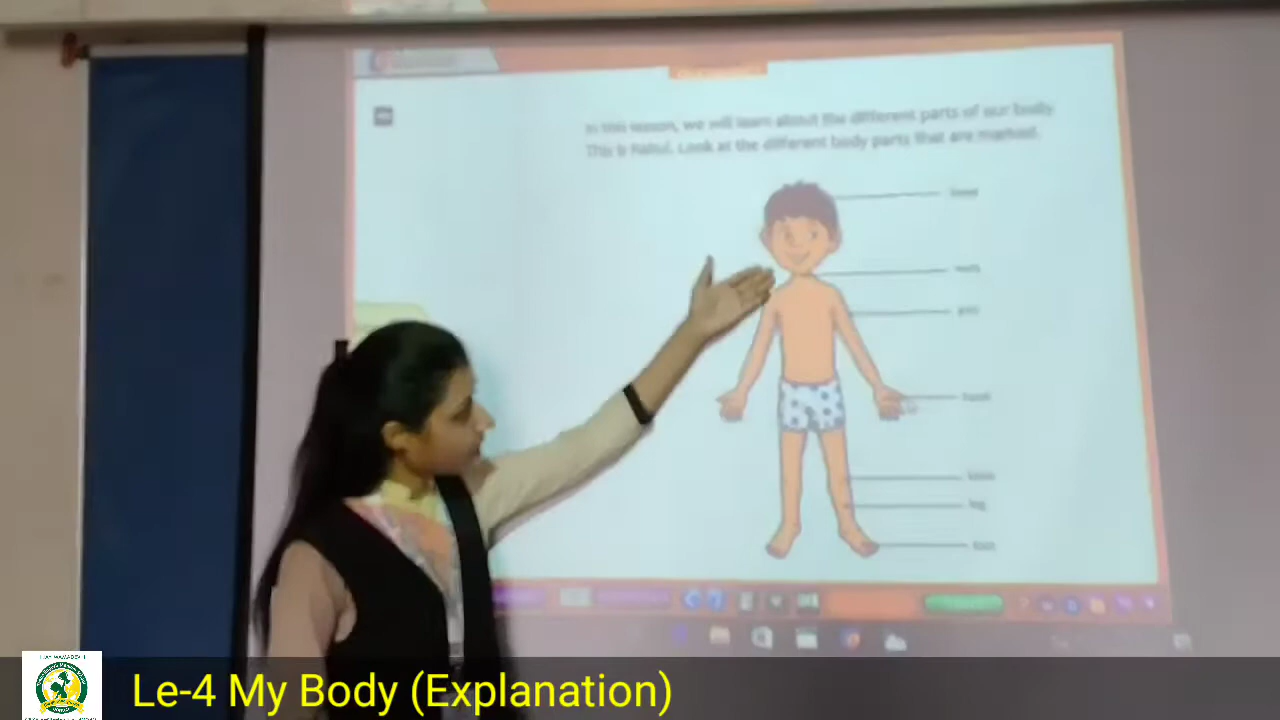 In this lesson, we will learn about the different parts of our body.
This is Rahul. Look at the different body parts that are marked.
head
neck
arm
hand
knee
leg
foot
Le-4 My Body (Explanation)